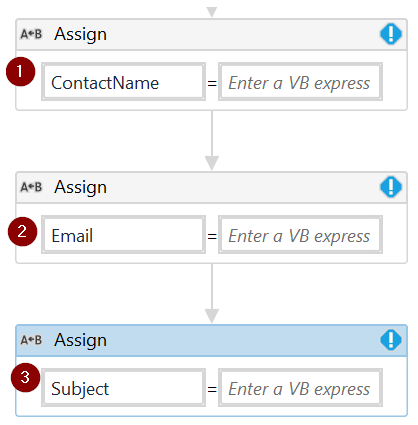 A←B Assign
1 ContactName = Enter a VB express
A←B Assign
2 Email = Enter a VB express
A←B Assign
3 Subject = Enter a VB express